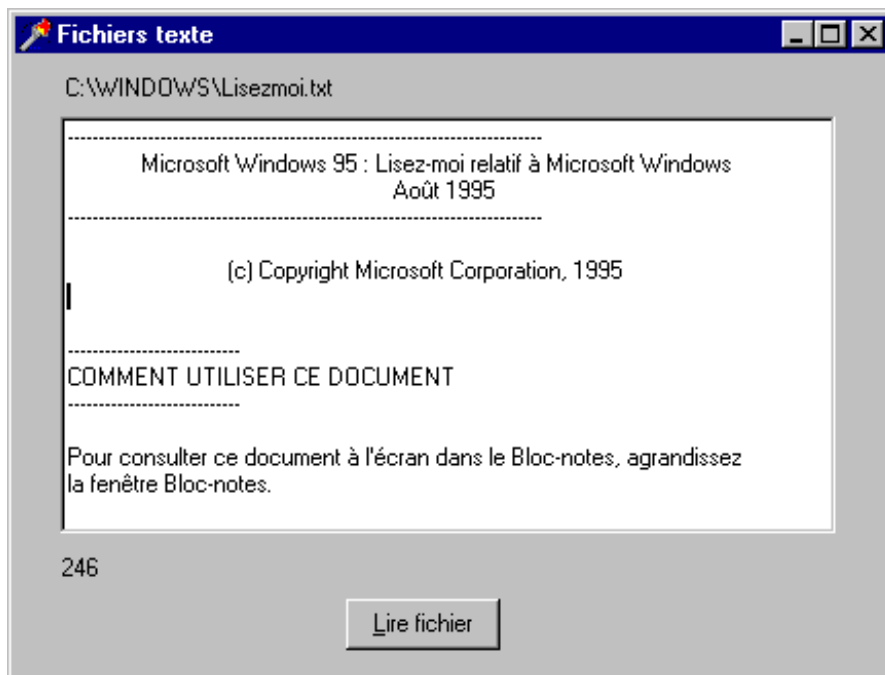 Fichiers texte
C:\WINDOWS\Lisezmoi.txt
-----------------------------------------------------------------------------
Microsoft Windows 95 : Lisez-moi relatif à Microsoft Windows
Août 1995
-----------------------------------------------------------------------------
(c) Copyright Microsoft Corporation, 1995
----------------------------
COMMENT UTILISER CE DOCUMENT
----------------------------
Pour consulter ce document à l'écran dans le Bloc-notes, agrandissez
la fenêtre Bloc-notes.
246
Lire fichier